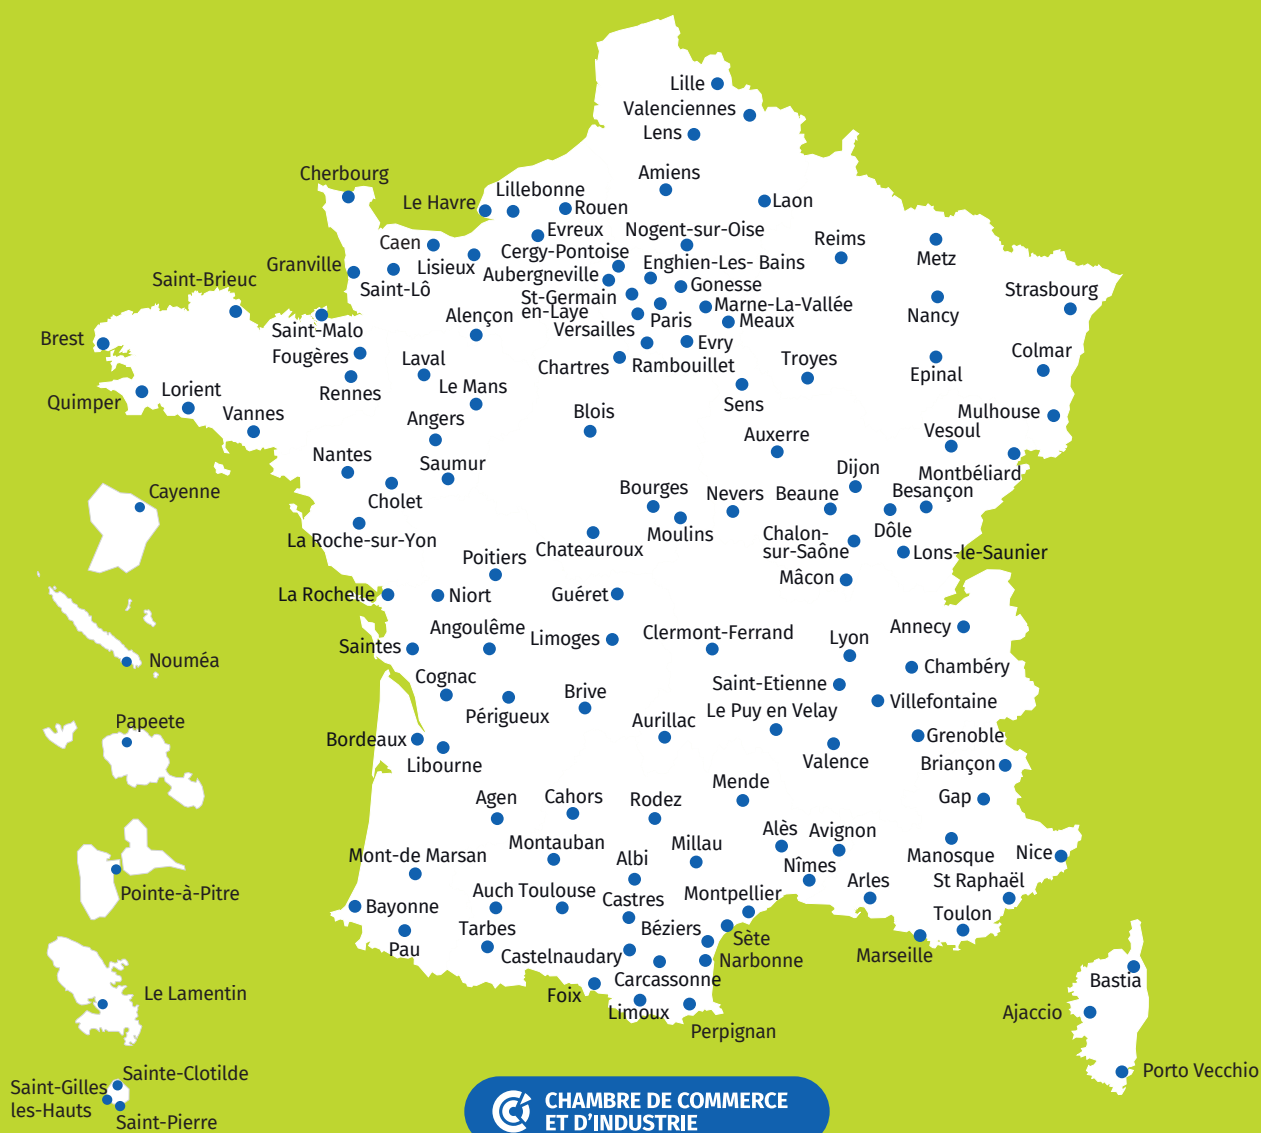 Lille
Valenciennes
Lens
Amiens
Cherbourg
Lillebonne
Le Havre
Rouen
Laon
Evreux
Nogent-sur-Oise
Reims
Caen
Lisieux
Cergy-Pontoise
Metz
Granville
Saint-Lô
Aubergneville
Enghien-Les- Bains
Gonesse
Saint-Brieuc
St-Germain
en-Laye
Marne-La-Vallée
Strasbourg
Saint-Malo
Alençon
Versailles
Paris
Meaux
Nancy
Brest
Fougères
Laval
Chartres
Rambouillet
Evry
Troyes
Colmar
Epinal
Quimper
Lorient
Rennes
Le Mans
Vannes
Angers
Blois
Sens
Mulhouse
Auxerre
Vesoul
Nantes
Saumur
Dijon
Montbéliard
Cayenne
Cholet
Bourges
Nevers
Beaune
Besançon
La Roche-sur-Yon
Moulins
Chalon-
sur-Saône
Dôle
Chateauroux
Poitiers
Lons-le-Saunier
Mâcon
La Rochelle
Niort
Guéret
Angoulême
Limoges
Clermont-Ferrand
Lyon
Annecy
Saintes
Nouméa
Chambéry
Cognac
Brive
Saint-Etienne
Villefontaine
Périgueux
Le Puy en Velay
Papeete
Aurillac
Bordeaux
Grenoble
Libourne
Valence
Briançon
Mende
Agen
Cahors
Rodez
Gap
Montauban
Millau
Alès
Avignon
Mont-de Marsan
Albi
Manosque
Nice
Nîmes
Pointe-à-Pitre
Auch
Toulouse
Castres
Montpellier
Arles
St Raphaël
Bayonne
Toulon
Tarbes
Béziers
Sète
Pau
Castelnaudary
Narbonne
Marseille
Carcassonne
Bastia
Le Lamentin
Foix
Limoux
Ajaccio
Perpignan
Sainte-Clotilde
Porto Vecchio
Saint-Gilles
les-Hauts
Saint-Pierre
CHAMBRE DE COMMERCE
ET D'INDUSTRIE